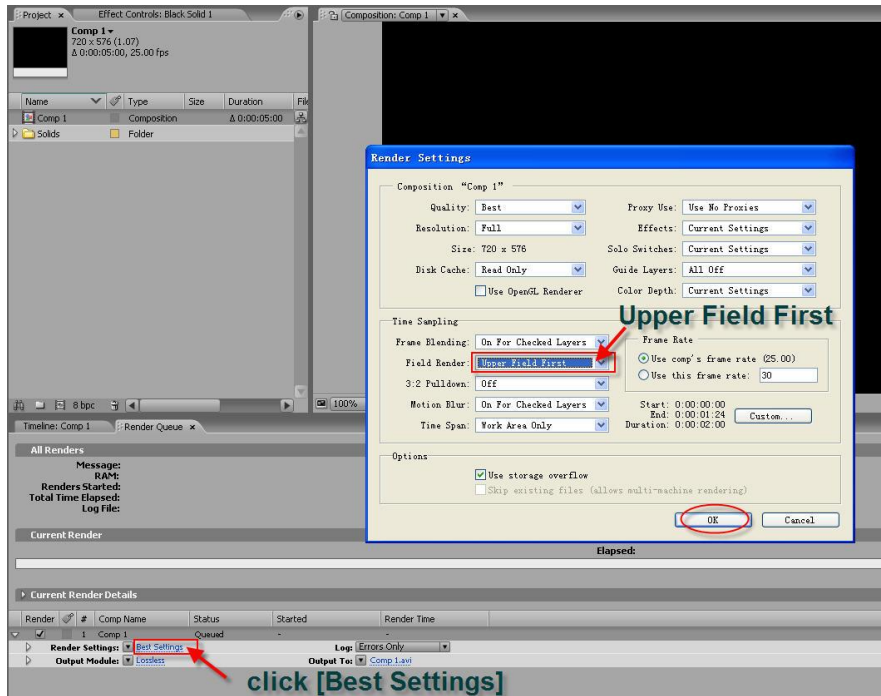 Project × Effect Controls: Black Solid 1 Composition: Comp 1 ×
Comp 1
720 x 576 (1.07)
Δ 0:00:05:00, 25.00 fps
Name Type Size Duration File
Comp 1 Composition Δ 0:00:05:00
Solids Folder
Render Settings
Composition "Comp 1"
Quality: Best Proxy Use: Use No Proxies
Resolution: Full Effects: Current Settings
Size: 720 x 576 Solo Switches: Current Settings
Disk Cache: Read Only Guide Layers: All Off
Use OpenGL Renderer Color Depth: Current Settings
Upper Field First
Time Sampling
Frame Blending: On For Checked Layers Frame Rate
Field Render: Upper Field First Use comp's frame rate (25.00)
3:2 Pulldown: Off Use this frame rate: 30
Motion Blur: On For Checked Layers Start: 0:00:00:00
End: 0:00:01:24 Custom...
Time Span: Work Area Only Duration: 0:00:02:00
Options
Use storage overflow
Skip existing files (allows multi-machine rendering)
OK Cancel
8 bpc 100%
Timeline: Comp 1 Render Queue ×
All Renders
Message:
RAM:
Renders Started:
Total Time Elapsed:
Log File:
Current Render
Elapsed:
Current Render Details
Render # Comp Name Status Started Render Time
1 Comp 1 Queued - -
Render Settings: Best Settings Log: Errors Only
Output Module: Lossless Output To: Comp 1.avi
click [Best Settings]